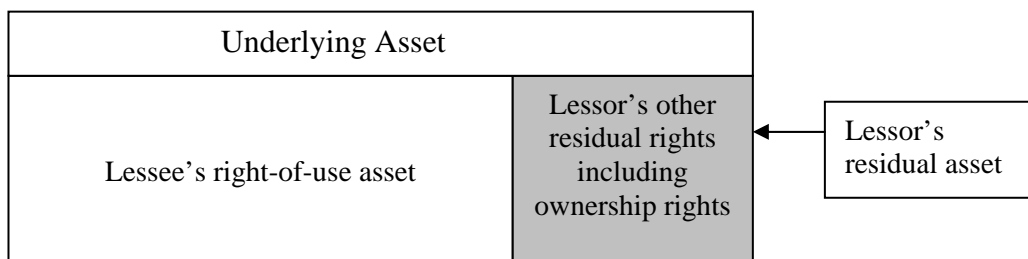 Underlying Asset
Lessee’s right-of-use asset
Lessor’s other
residual rights
including
ownership rights
Lessor’s
residual asset